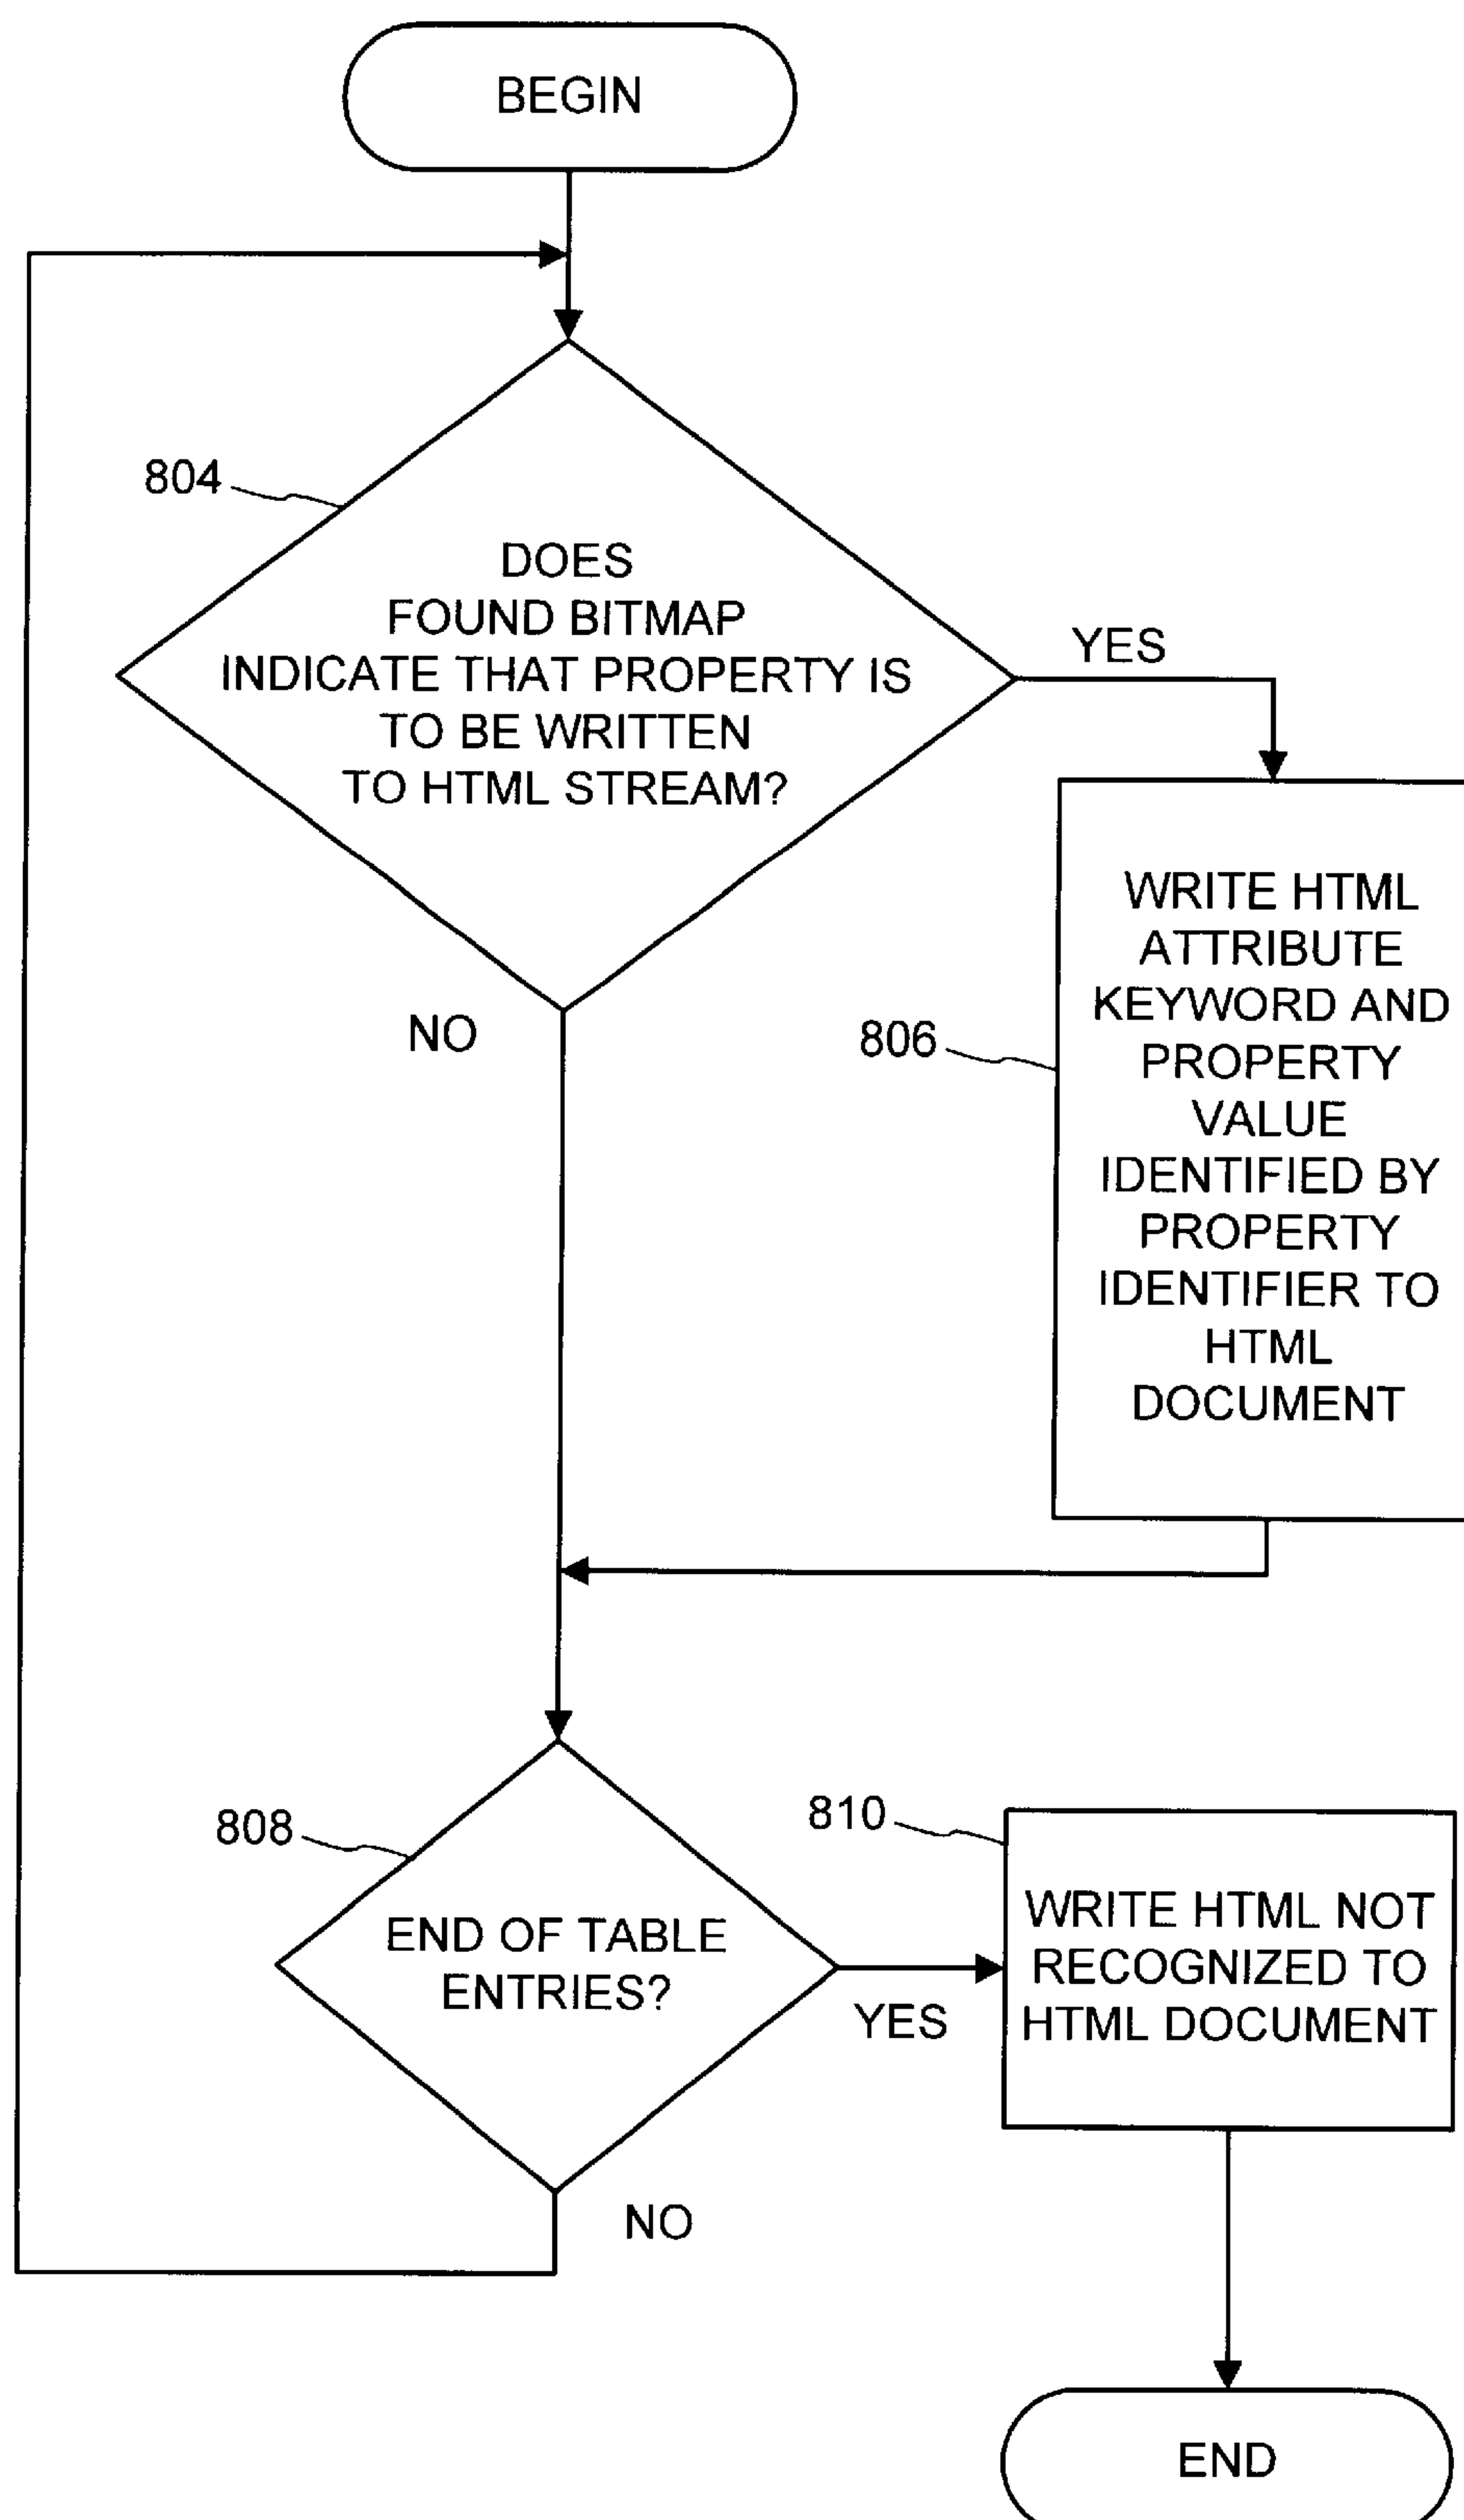 BEGIN
804
DOES
FOUND BITMAP
INDICATE THAT PROPERTY IS
TO BE WRITTEN
TO HTML STREAM?
YES
NO
806
WRITE HTML
ATTRIBUTE
KEYWORD AND
PROPERTY
VALUE
IDENTIFIED BY
PROPERTY
IDENTIFIER TO
HTML
DOCUMENT
808
END OF TABLE
ENTRIES?
YES
NO
810
WRITE HTML NOT
RECOGNIZED TO
HTML DOCUMENT
END